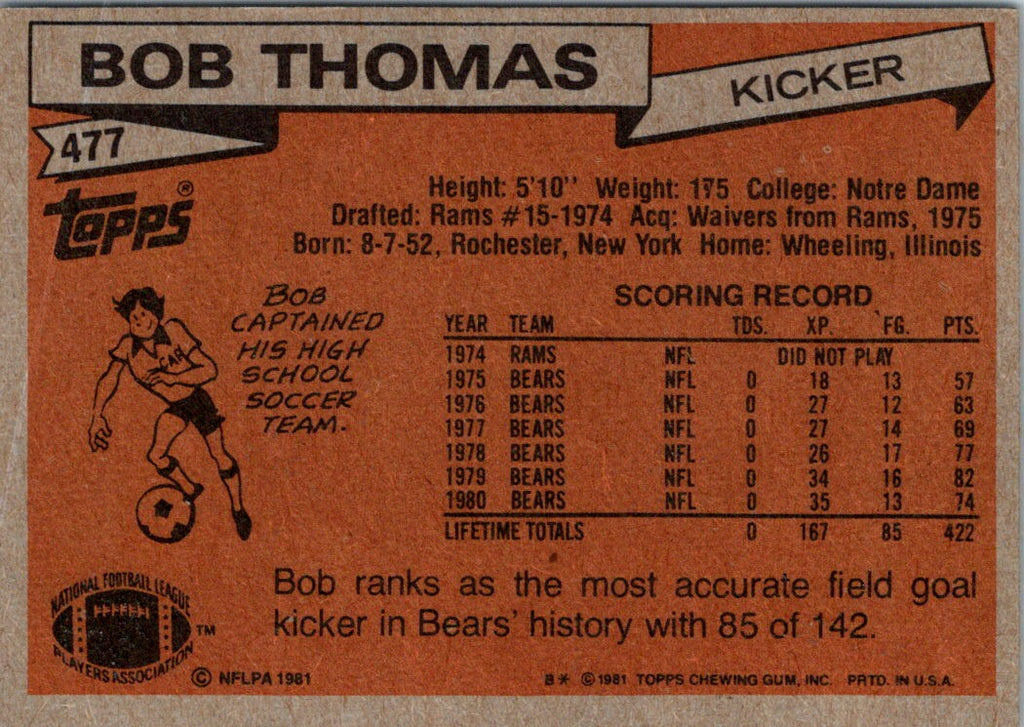 BOB THOMAS
KICKER
477
Topps®
Height: 5'10'' Weight: 175 College: Notre Dame
Drafted: Rams #15-1974 Acq: Waivers from Rams, 1975
Born: 8-7-52, Rochester, New York Home: Wheeling, Illinois
BOB
CAPTAINED
HIS HIGH
SCHOOL
SOCCER
TEAM.
CAP
SCORING RECORD
YEAR TEAM TDS. XP. FG. PTS.
1974 RAMS NFL DID NOT PLAY
1975 BEARS NFL 0 18 13 57
1976 BEARS NFL 0 27 12 63
1977 BEARS NFL 0 27 14 69
1978 BEARS NFL 0 26 17 77
1979 BEARS NFL 0 34 16 82
1980 BEARS NFL 0 35 13 74
LIFETIME TOTALS 0 167 85 422
Bob ranks as the most accurate field goal
kicker in Bears' history with 85 of 142.
NATIONAL FOOTBALL LEAGUE
PLAYERS ASSOCIATION
TM
© NFLPA 1981
B* © 1981 TOPPS CHEWING GUM, INC. PRTD. IN U.S.A.